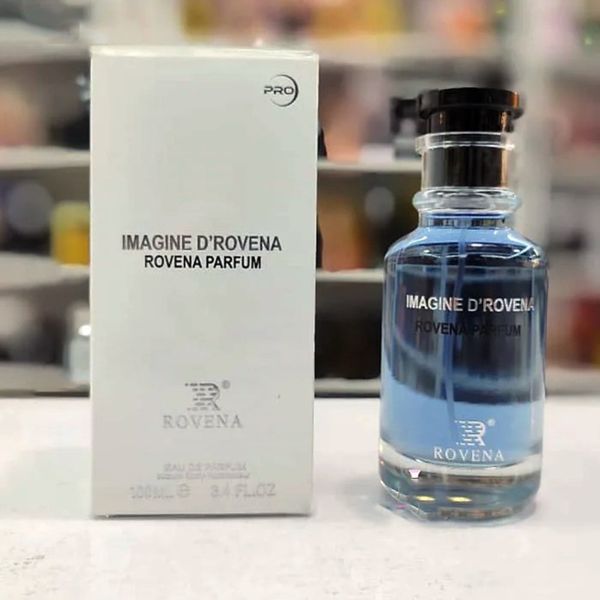 PRO
IMAGINE D'ROVENA
ROVENA PARFUM
R®
ROVENA
EAU DE PARFUM
100ML ℮ 3.4 FL.OZ
IMAGINE D'ROVENA
ROVENA PARFUM
R®
ROVENA